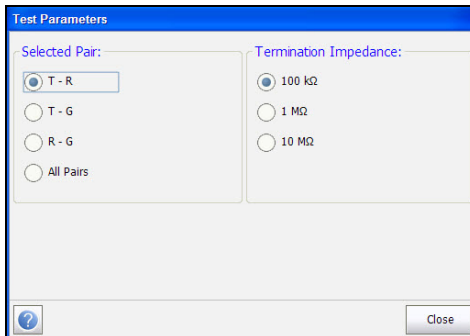 Test Parameters
Selected Pair:
T - R
T - G
R - G
All Pairs
Termination Impedance:
100 kΩ
1 MΩ
10 MΩ
?
Close